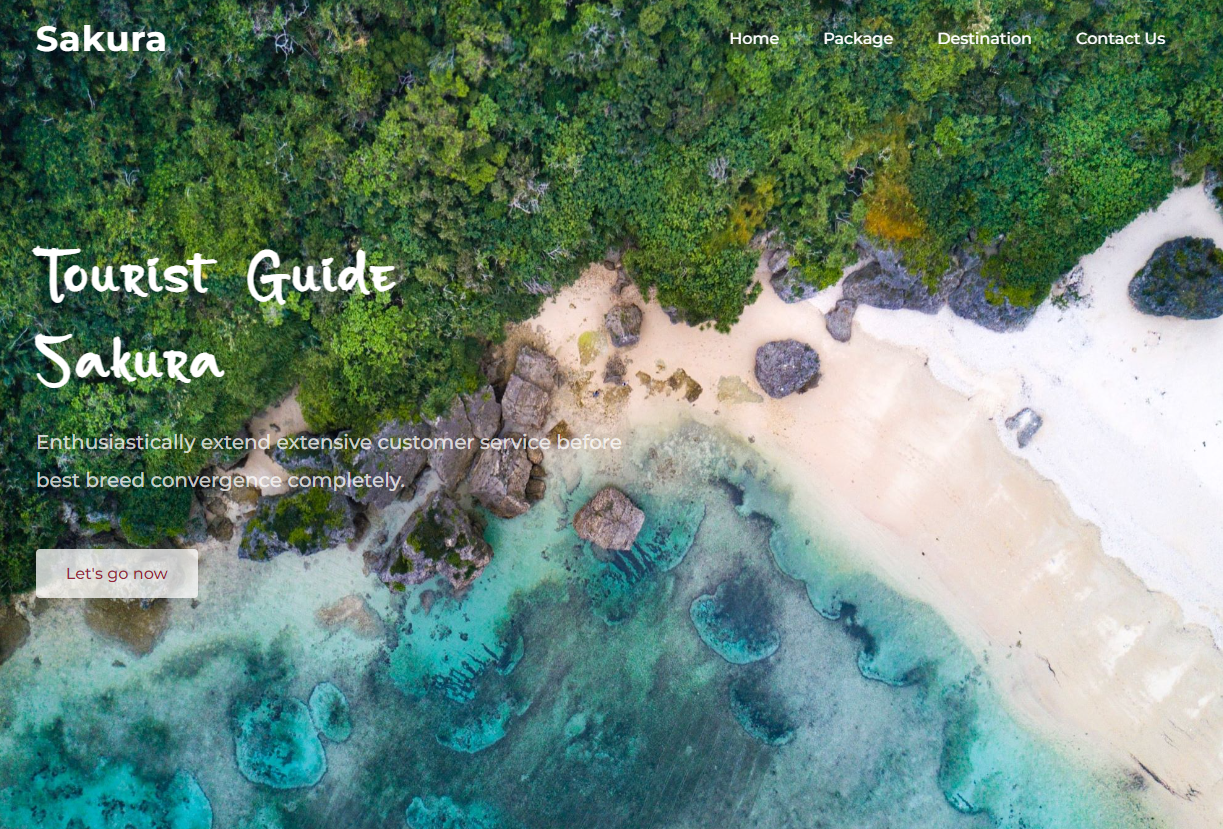 Sakura
Home
Package
Destination
Contact Us
Tourist Guide
Sakura
Enthusiastically extend extensive customer service before
best breed convergence completely.
Let's go now